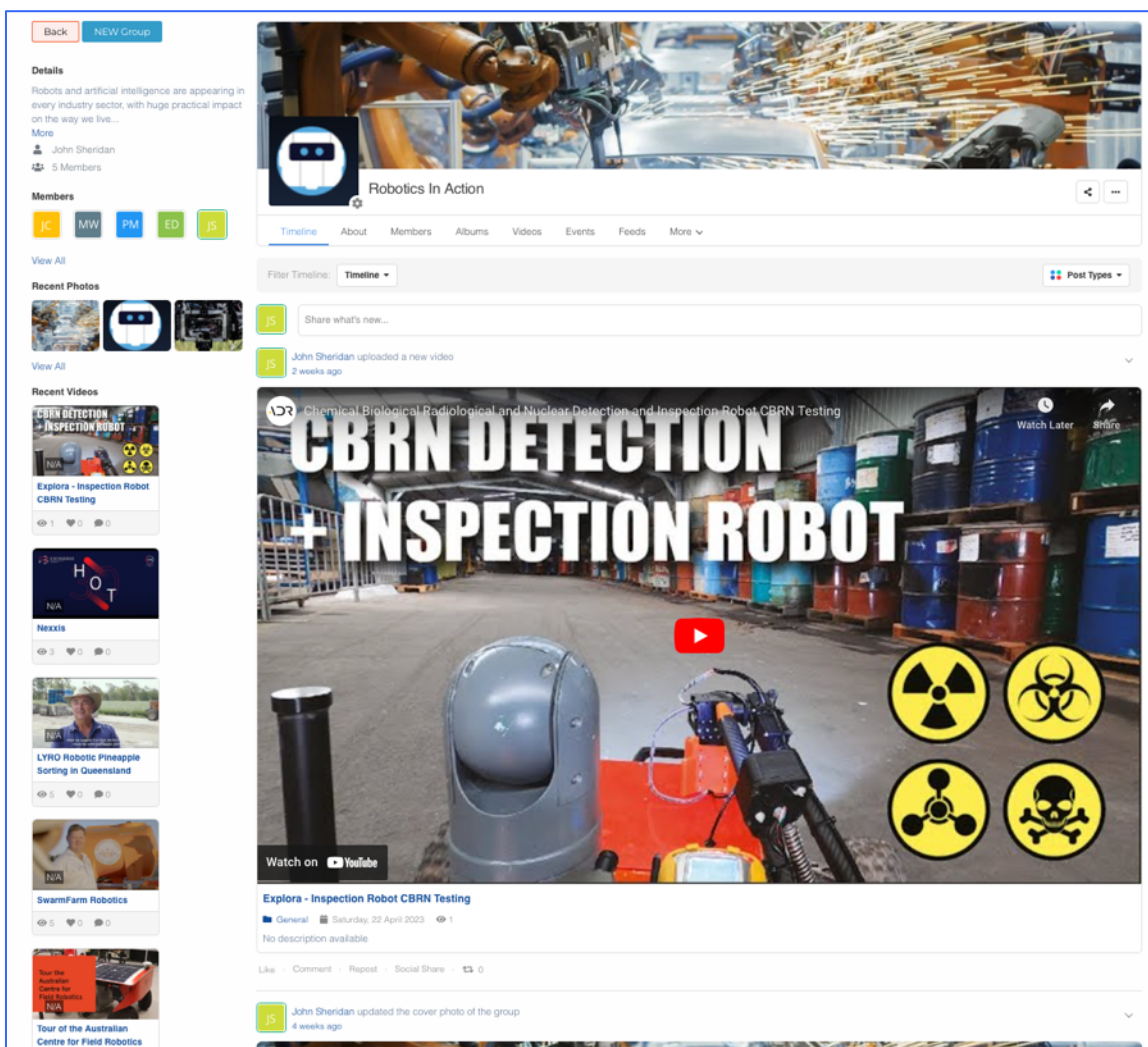 Back
NEW Group
Details
Robots and artificial intelligence are appearing in
every industry sector, with huge practical impact
on the way we live...
More
John Sheridan
5 Members
Members
JC MW PM ED JS
View All
Recent Photos
View All
Recent Videos
CBRN DETECTION
+ INSPECTION ROBOT
N/A
Explora - Inspection Robot
CBRN Testing
1 0 0
HOT
N/A
Nexxis
3 0 0
N/A
LYRO Robotic Pineapple
Sorting in Queensland
5 0 0
N/A
SwarmFarm Robotics
5 0 0
Tour the
Australian
Centre for
Field Robotics
N/A
Tour of the Australian
Centre for Field Robotics
Robotics In Action
Timeline About Members Albums Videos Events Feeds More
Filter Timeline: Timeline
Post Types
JS
Share what's new...
JS
John Sheridan uploaded a new video
2 weeks ago
ADR
Chemical Biological Radiological and Nuclear Detection and Inspection Robot CBRN Testing
Watch Later
Share
CBRN DETECTION
+ INSPECTION ROBOT
Watch on YouTube
Explora - Inspection Robot CBRN Testing
General Saturday, 22 April 2023 1
No description available
Like · Comment · Repost · Social Share · 0
JS
John Sheridan updated the cover photo of the group
4 weeks ago